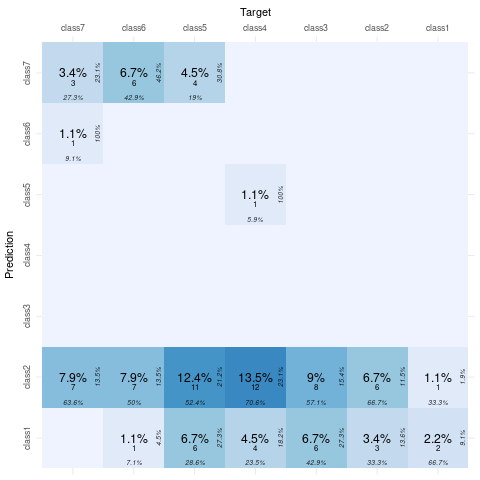 Target
class7 class6 class5 class4 class3 class2 class1
Prediction
class7
3.4% 3 27.3% 23.1%
6.7% 6 42.9% 46.2%
4.5% 4 19% 30.8%
class6
1.1% 1 9.1% 100%
class5
1.1% 1 5.9% 100%
class4
class3
class2
7.9% 7 63.6% 13.5%
7.9% 7 50% 13.5%
12.4% 11 52.4% 21.2%
13.5% 12 70.6% 23.1%
9% 8 57.1% 15.4%
6.7% 6 66.7% 11.5%
1.1% 1 33.3% 1.9%
class1
1.1% 1 7.1% 4.5%
6.7% 6 28.6% 27.3%
4.5% 4 23.5% 18.2%
6.7% 6 42.9% 27.3%
3.4% 3 33.3% 13.6%
2.2% 2 66.7% 9.1%